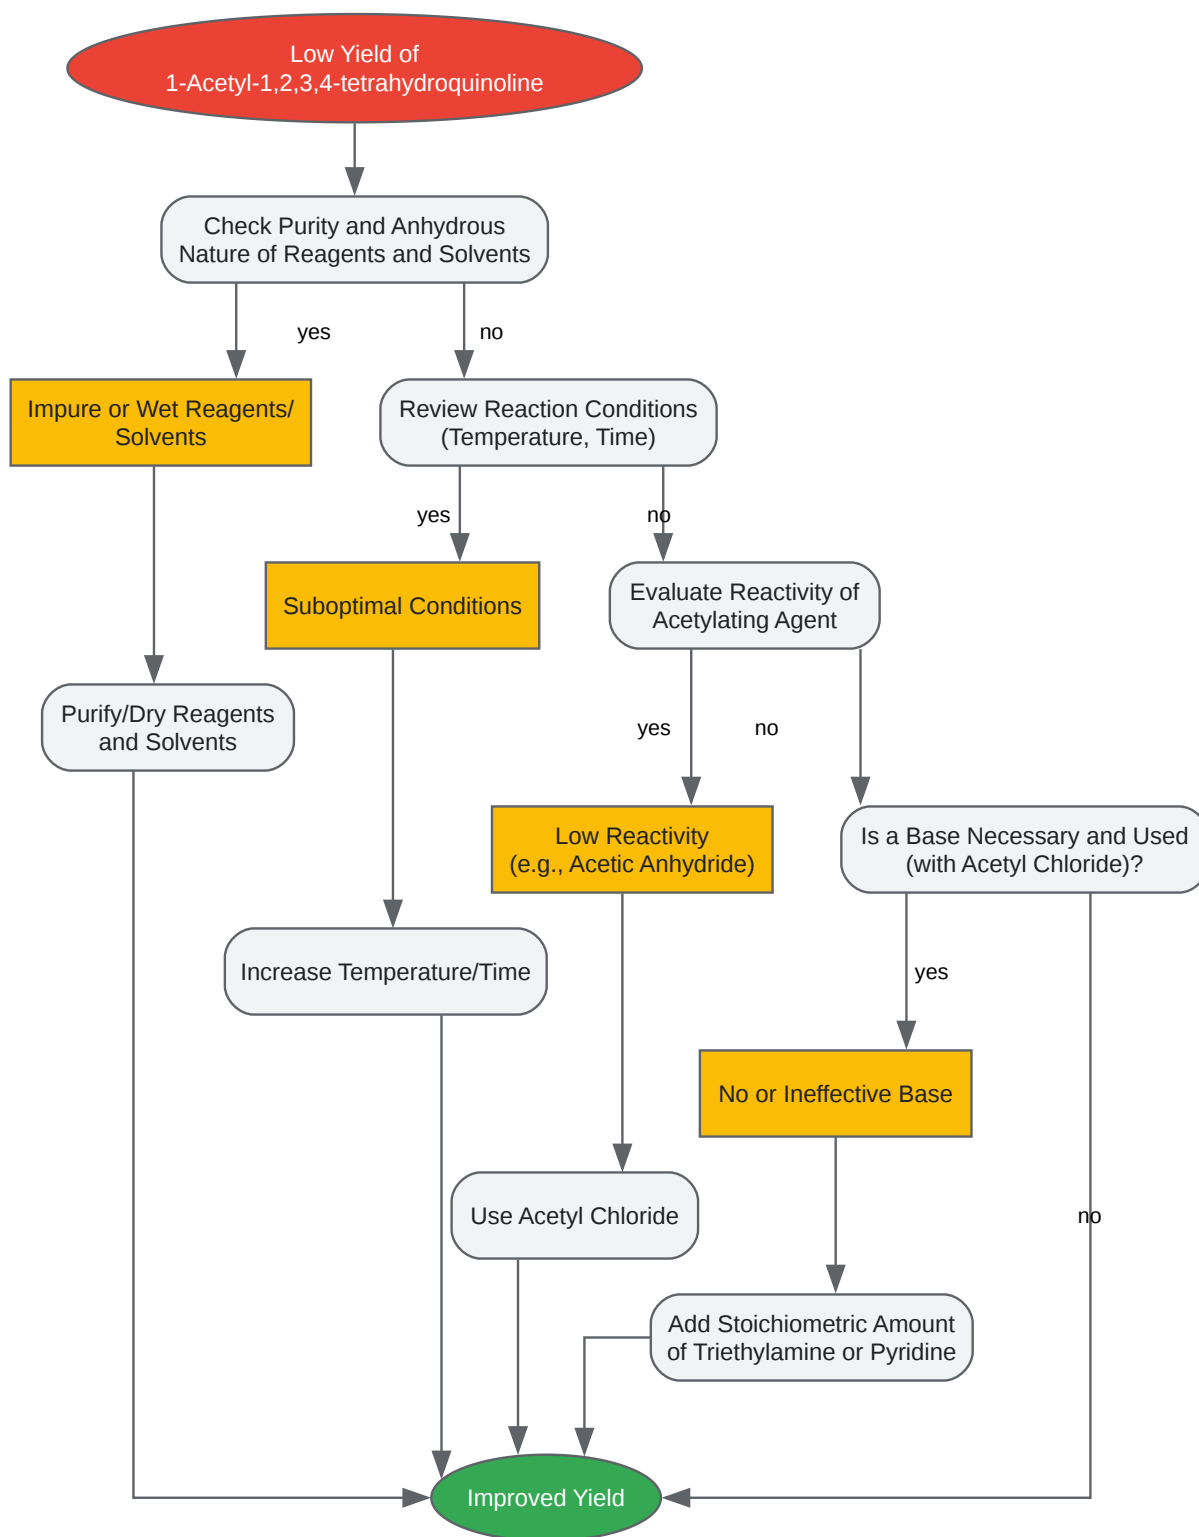 Low Yield of
1-Acetyl-1,2,3,4-tetrahydroquinoline
Check Purity and Anhydrous
Nature of Reagents and Solvents
yes
no
Impure or Wet Reagents/
Solvents
Review Reaction Conditions
(Temperature, Time)
yes
no
Suboptimal Conditions
Evaluate Reactivity of
Acetylating Agent
Purify/Dry Reagents
and Solvents
yes
no
Low Reactivity
(e.g., Acetic Anhydride)
Is a Base Necessary and Used
(with Acetyl Chloride)?
Increase Temperature/Time
yes
No or Ineffective Base
Use Acetyl Chloride
no
Add Stoichiometric Amount
of Triethylamine or Pyridine
Improved Yield